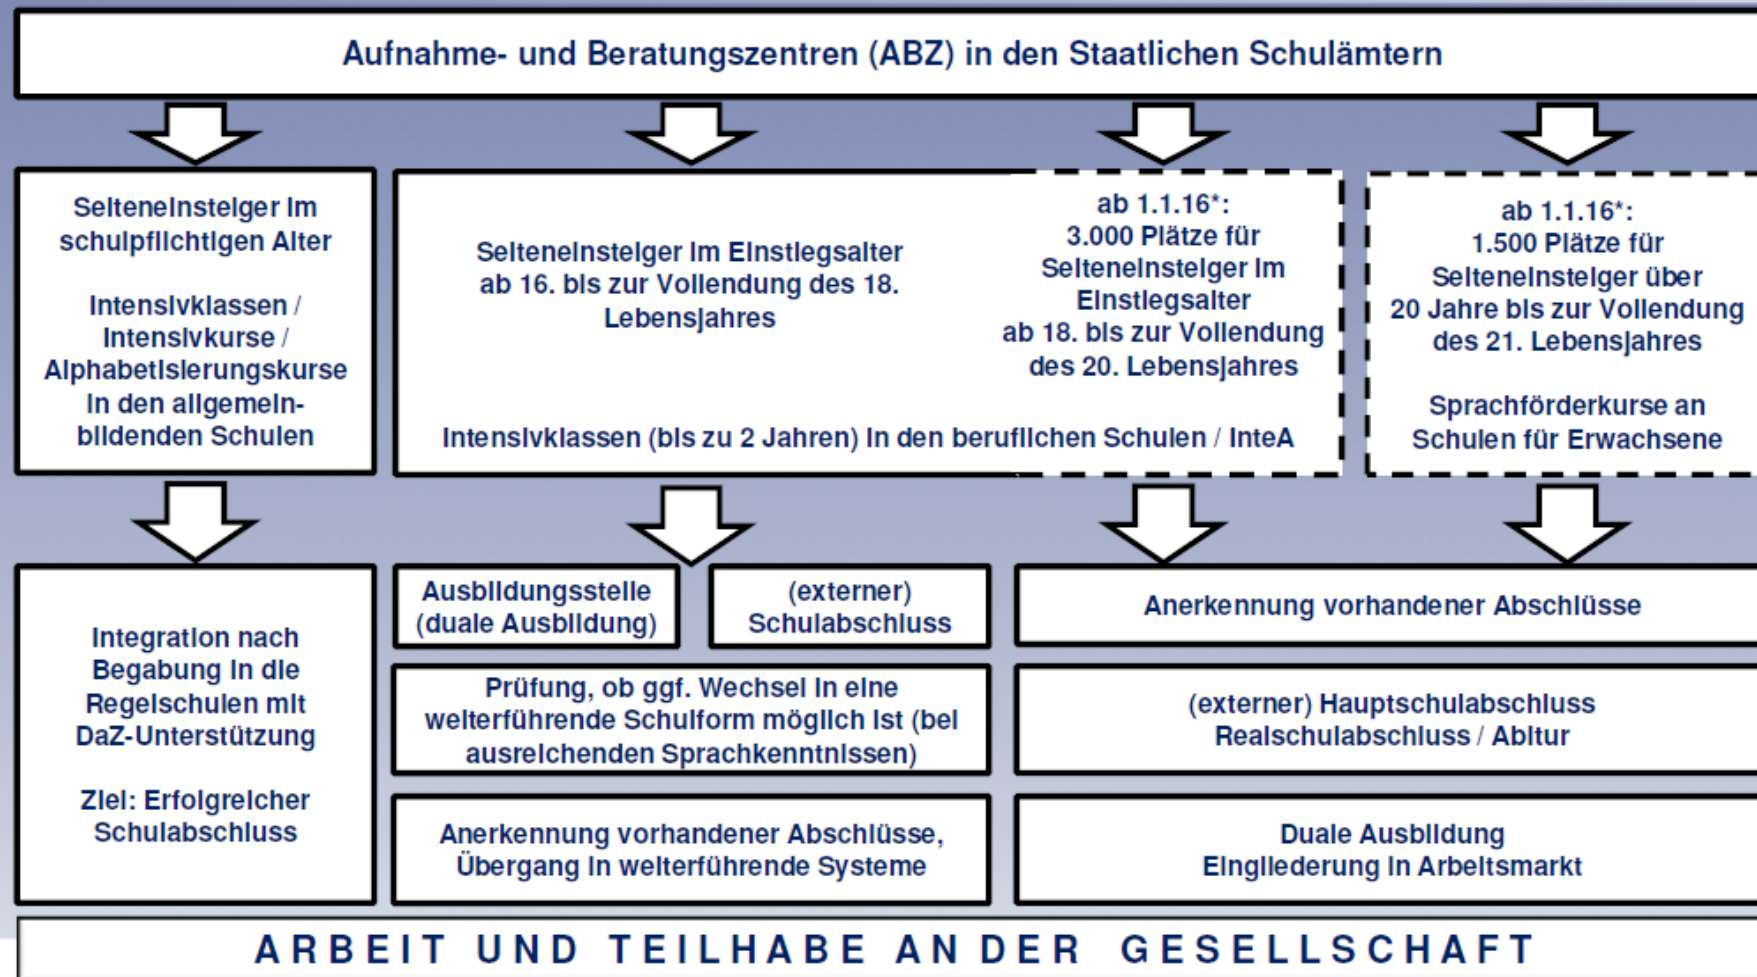 Aufnahme- und Beratungszentren (ABZ) in den Staatlichen Schulämtern
Seiteneinsteiger im
schulpflichtigen Alter
Intensivklassen /
Intensivkurse /
Alphabetisierungskurse
in den allgemein-
bildenden Schulen
Seiteneinsteiger im Einstiegsalter
ab 16. bis zur Vollendung des 18.
Lebensjahres
ab 1.1.16*:
3.000 Plätze für
Seiteneinsteiger im
Einstiegsalter
ab 18. bis zur Vollendung
des 20. Lebensjahres
Intensivklassen (bis zu 2 Jahren) in den beruflichen Schulen / InteA
ab 1.1.16*:
1.500 Plätze für
Seiteneinsteiger über
20 Jahre bis zur Vollendung
des 21. Lebensjahres
Sprachförderkurse an
Schulen für Erwachsene
Integration nach
Begabung in die
Regelschulen mit
DaZ-Unterstützung
Ziel: Erfolgreicher
Schulabschluss
Ausbildungsstelle
(duale Ausbildung)
(externer)
Schulabschluss
Prüfung, ob ggf. Wechsel in eine
weiterführende Schulform möglich ist (bei
ausreichenden Sprachkenntnissen)
Anerkennung vorhandener Abschlüsse,
Übergang in weiterführende Systeme
Anerkennung vorhandener Abschlüsse
(externer) Hauptschulabschluss
Realschulabschluss / Abitur
Duale Ausbildung
Eingliederung in Arbeitsmarkt
ARBEIT UND TEILHABE AN DER GESELLSCHAFT